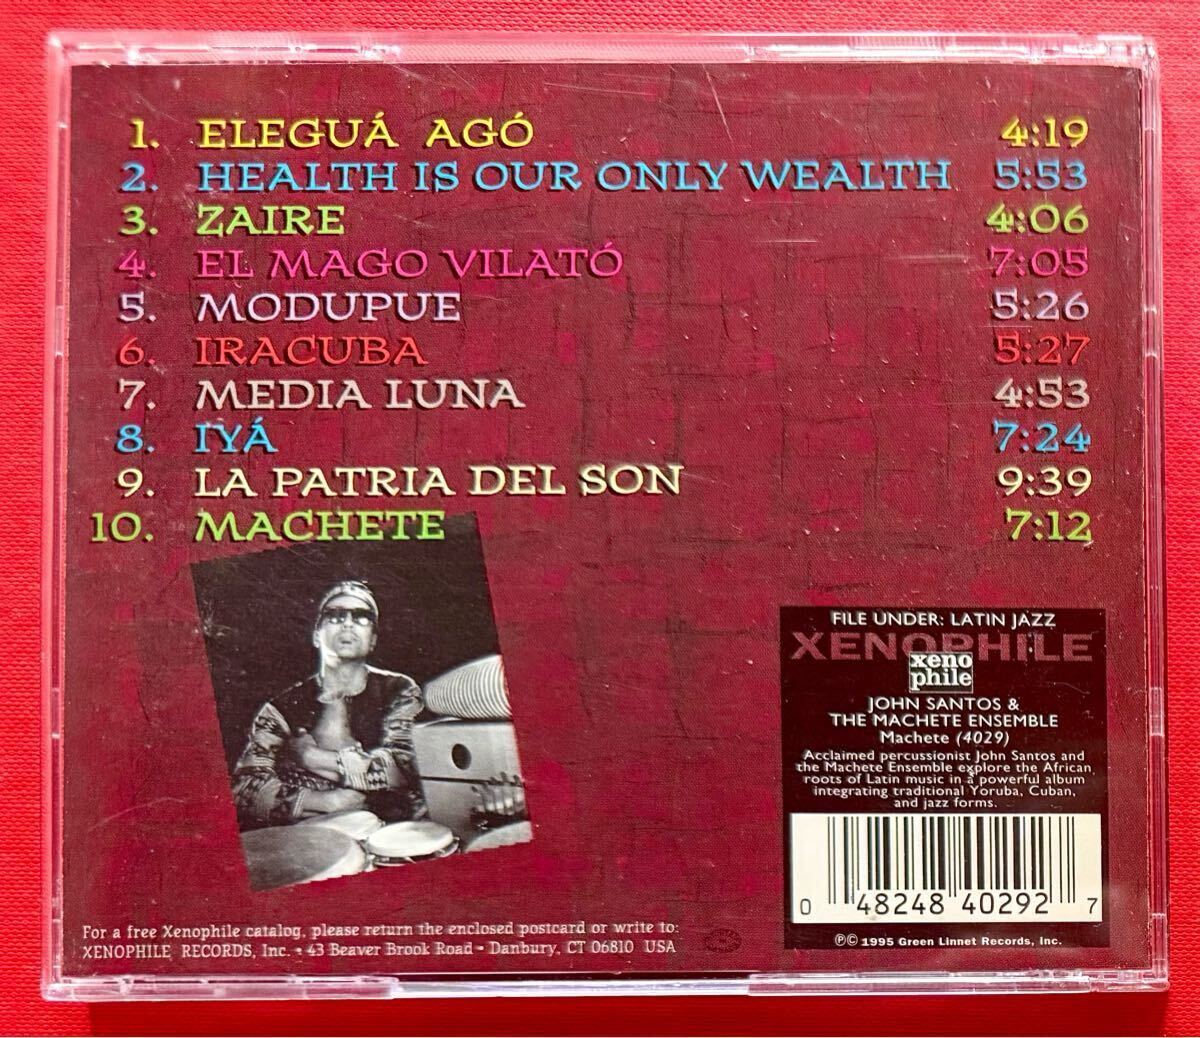 1. ELEGUÁ AGÓ 4:19
2. HEALTH IS OUR ONLY WEALTH 5:53
3. ZAIRE 4:06
4. EL MAGO VILATÓ 7:05
5. MODUPUE 5:26
6. IRACUBA 5:27
7. MEDIA LUNA 4:53
8. IYÁ 7:24
9. LA PATRIA DEL SON 9:39
10. MACHETE 7:12
FILE UNDER: LATIN JAZZ
XENOPHILE
xeno
phile
JOHN SANTOS &
THE MACHETE ENSEMBLE
Machete (4029)
Acclaimed percussionist John Santos and
the Machete Ensemble explore the African
roots of Latin music in a powerful album
integrating traditional Yoruba, Cuban,
and jazz forms.
0 48248 40292 7
℗© 1995 Green Linnet Records, Inc.
For a free Xenophile catalog, please return the enclosed postcard or write to:
XENOPHILE RECORDS, Inc. • 43 Beaver Brook Road • Danbury, CT 06810 USA